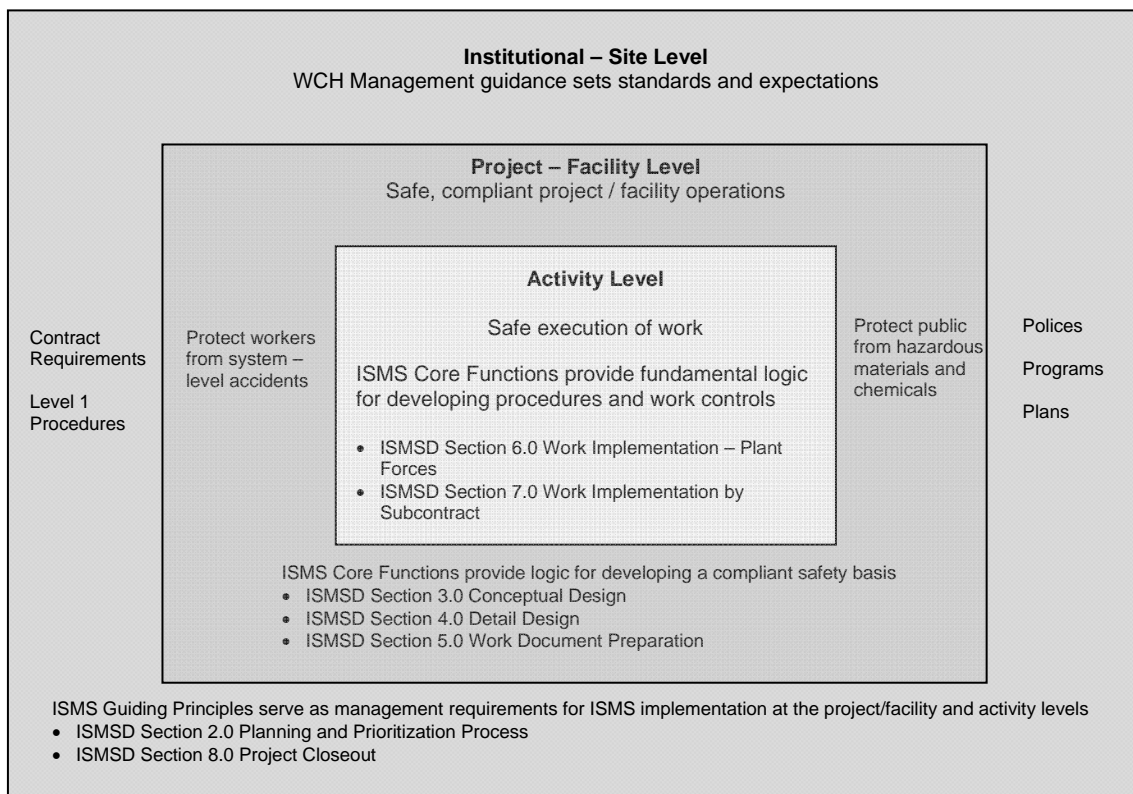 Institutional – Site Level
WCH Management guidance sets standards and expectations
Project – Facility Level
Safe, compliant project / facility operations
Activity Level
Safe execution of work
ISMS Core Functions provide fundamental logic
for developing procedures and work controls
• ISMSD Section 6.0 Work Implementation – Plant
Forces
• ISMSD Section 7.0 Work Implementation by
Subcontract
Contract
Requirements
Level 1
Procedures
Protect workers
from system –
level accidents
Protect public
from hazardous
materials and
chemicals
Polices
Programs
Plans
ISMS Core Functions provide logic for developing a compliant safety basis
• ISMSD Section 3.0 Conceptual Design
• ISMSD Section 4.0 Detail Design
• ISMSD Section 5.0 Work Document Preparation
ISMS Guiding Principles serve as management requirements for ISMS implementation at the project/facility and activity levels
• ISMSD Section 2.0 Planning and Prioritization Process
• ISMSD Section 8.0 Project Closeout